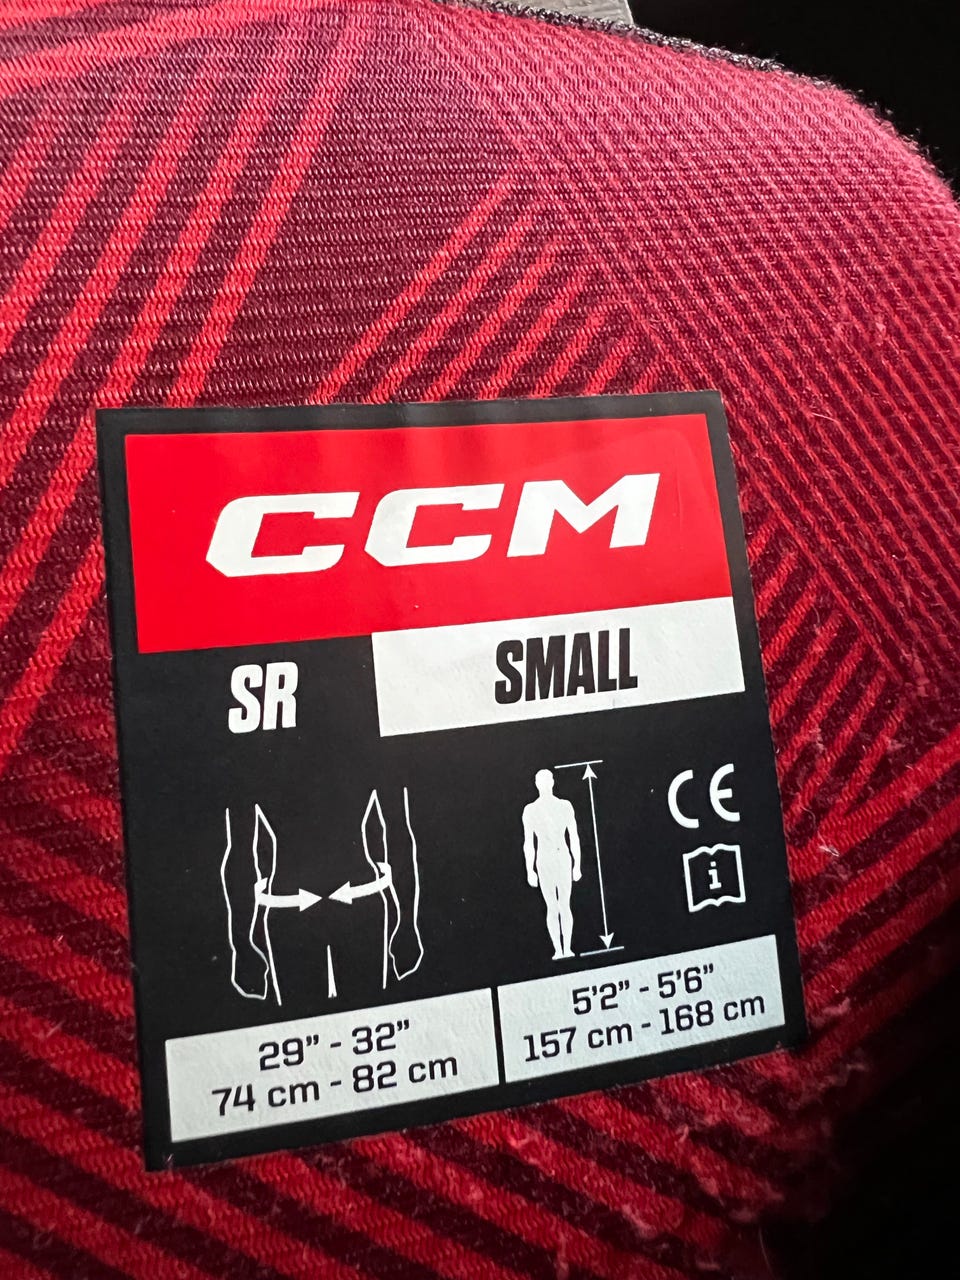 CCM
SR
SMALL
CE
i
29” - 32”
74 cm - 82 cm
5’2” - 5’6”
157 cm - 168 cm